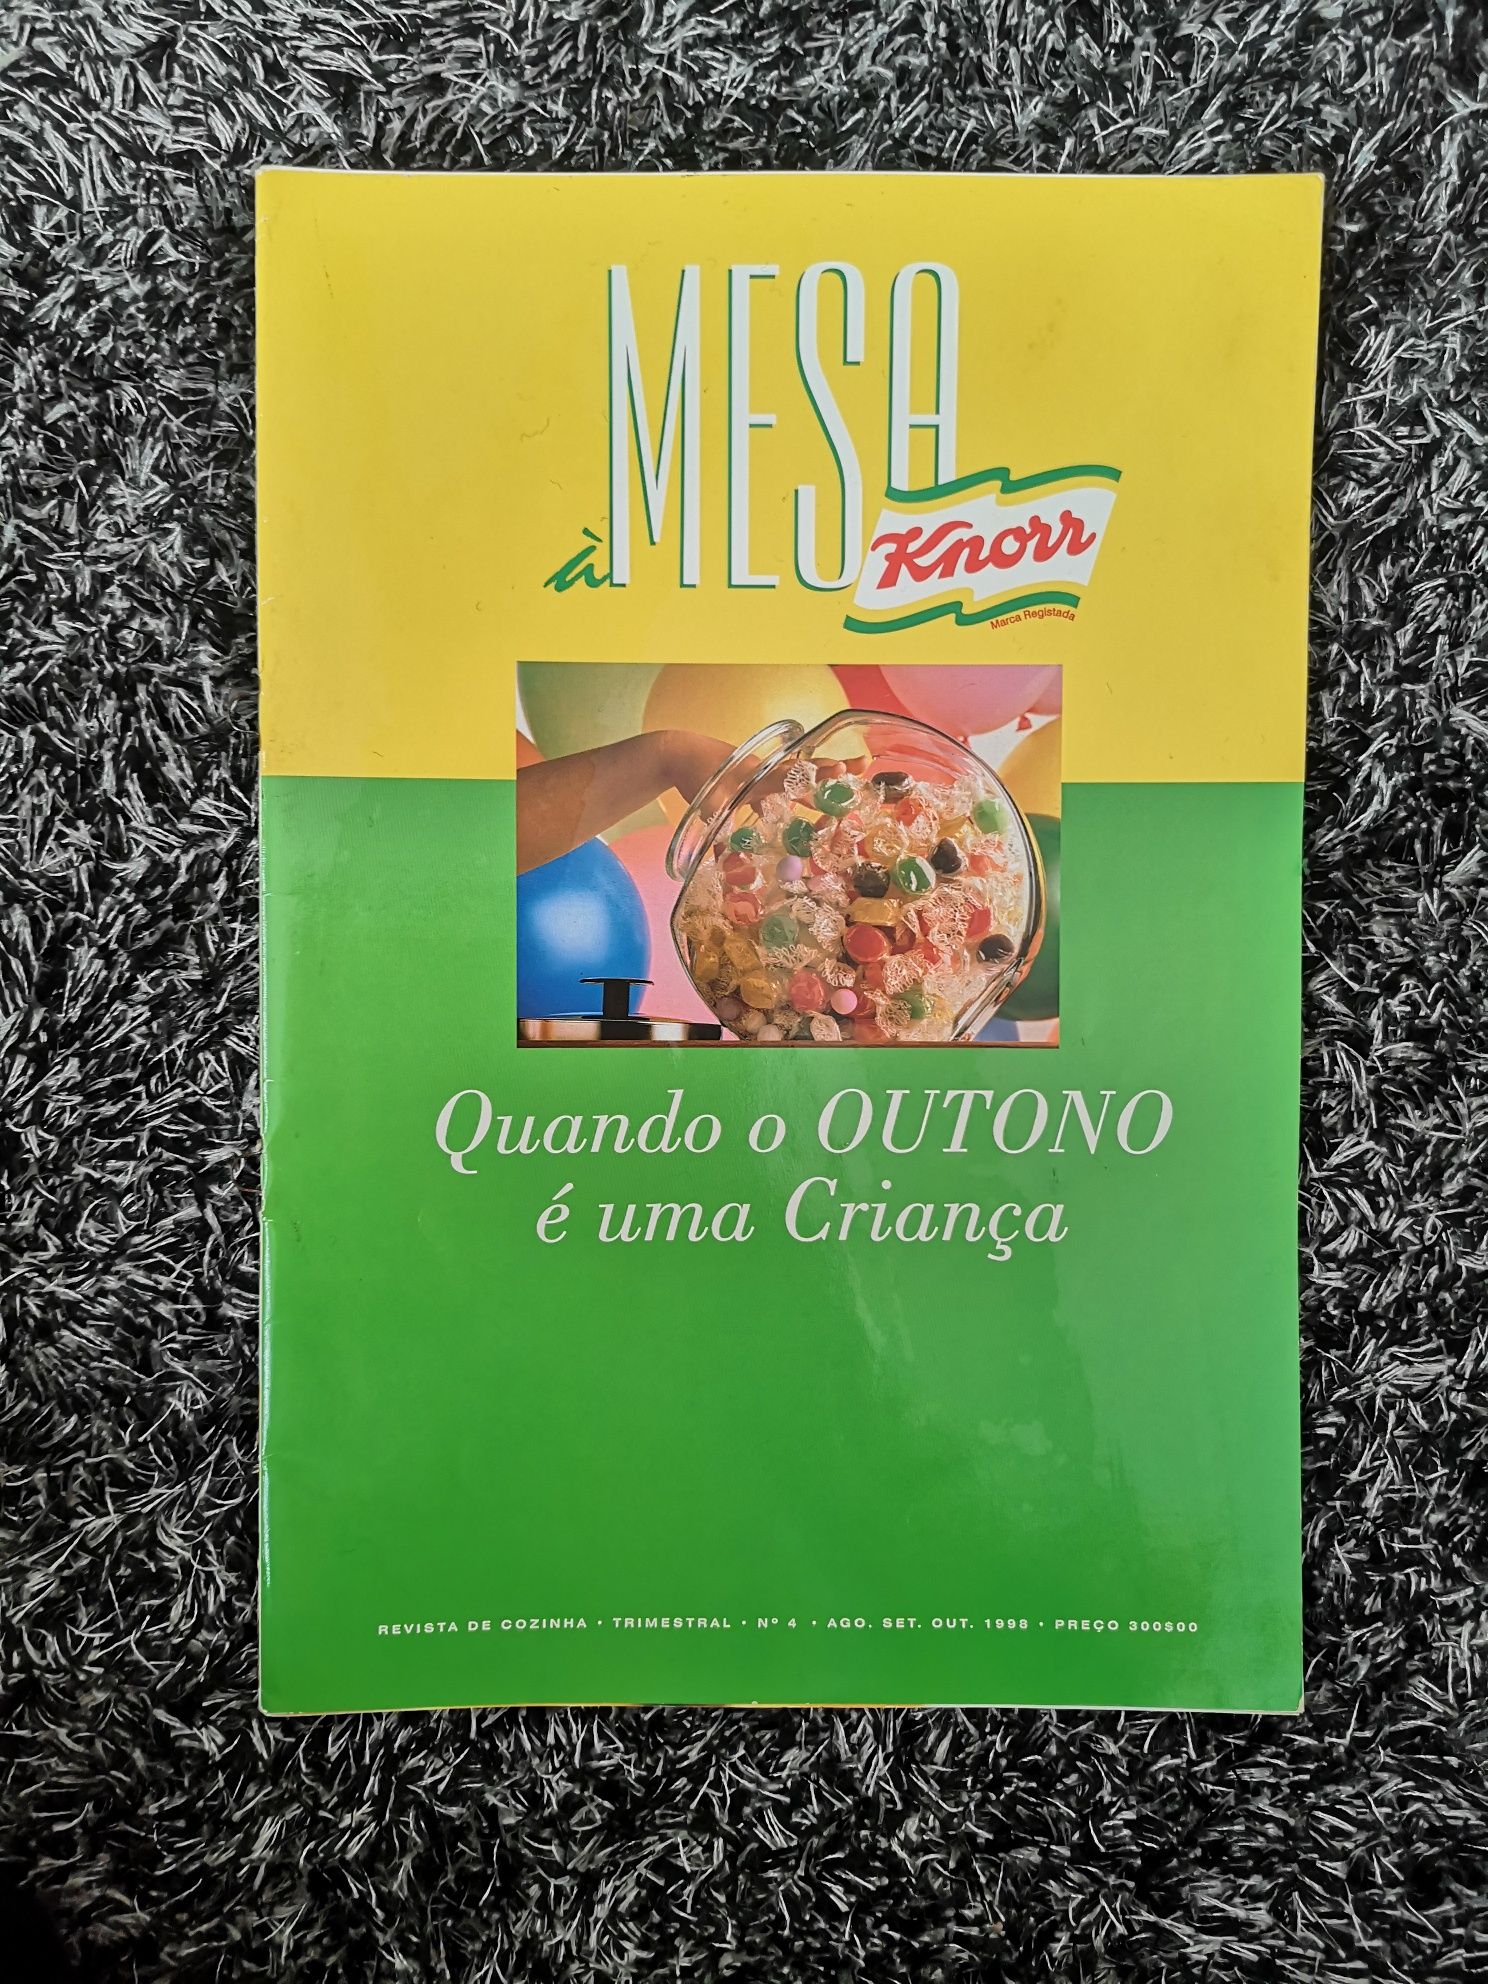 à MESA
Knorr
Marca Registada
Quando o OUTONO
é uma Criança
REVISTA DE COZINHA • TRIMESTRAL • Nº 4 • AGO. SET. OUT. 1998 • PREÇO 300$00